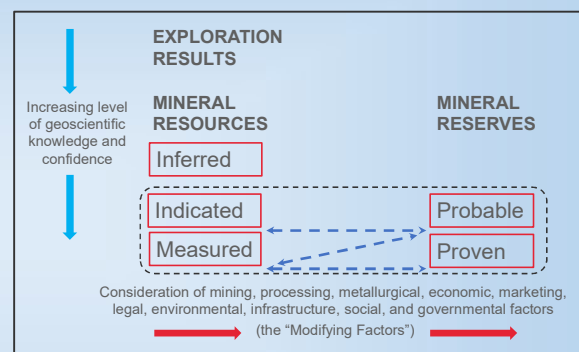 EXPLORATION
RESULTS
Increasing level
of geoscientific
knowledge and
confidence
MINERAL
RESOURCES
MINERAL
RESERVES
Inferred
Indicated
Probable
Measured
Proven
Consideration of mining, processing, metallurgical, economic, marketing,
legal, environmental, infrastructure, social, and governmental factors
(the “Modifying Factors”)